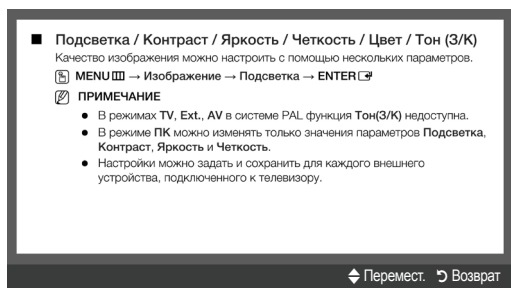 ■ Подсветка / Контраст / Яркость / Четкость / Цвет / Тон (З/К)
Качество изображения можно настроить с помощью нескольких параметров.
MENU → Изображение → Подсветка → ENTER
ПРИМЕЧАНИЕ
● В режимах TV, Ext., AV в системе PAL функция Тон(З/К) недоступна.
● В режиме ПК можно изменять только значения параметров Подсветка,
Контраст, Яркость и Четкость.
● Настройки можно задать и сохранить для каждого внешнего
устройства, подключенного к телевизору.
Перемест. Возврат